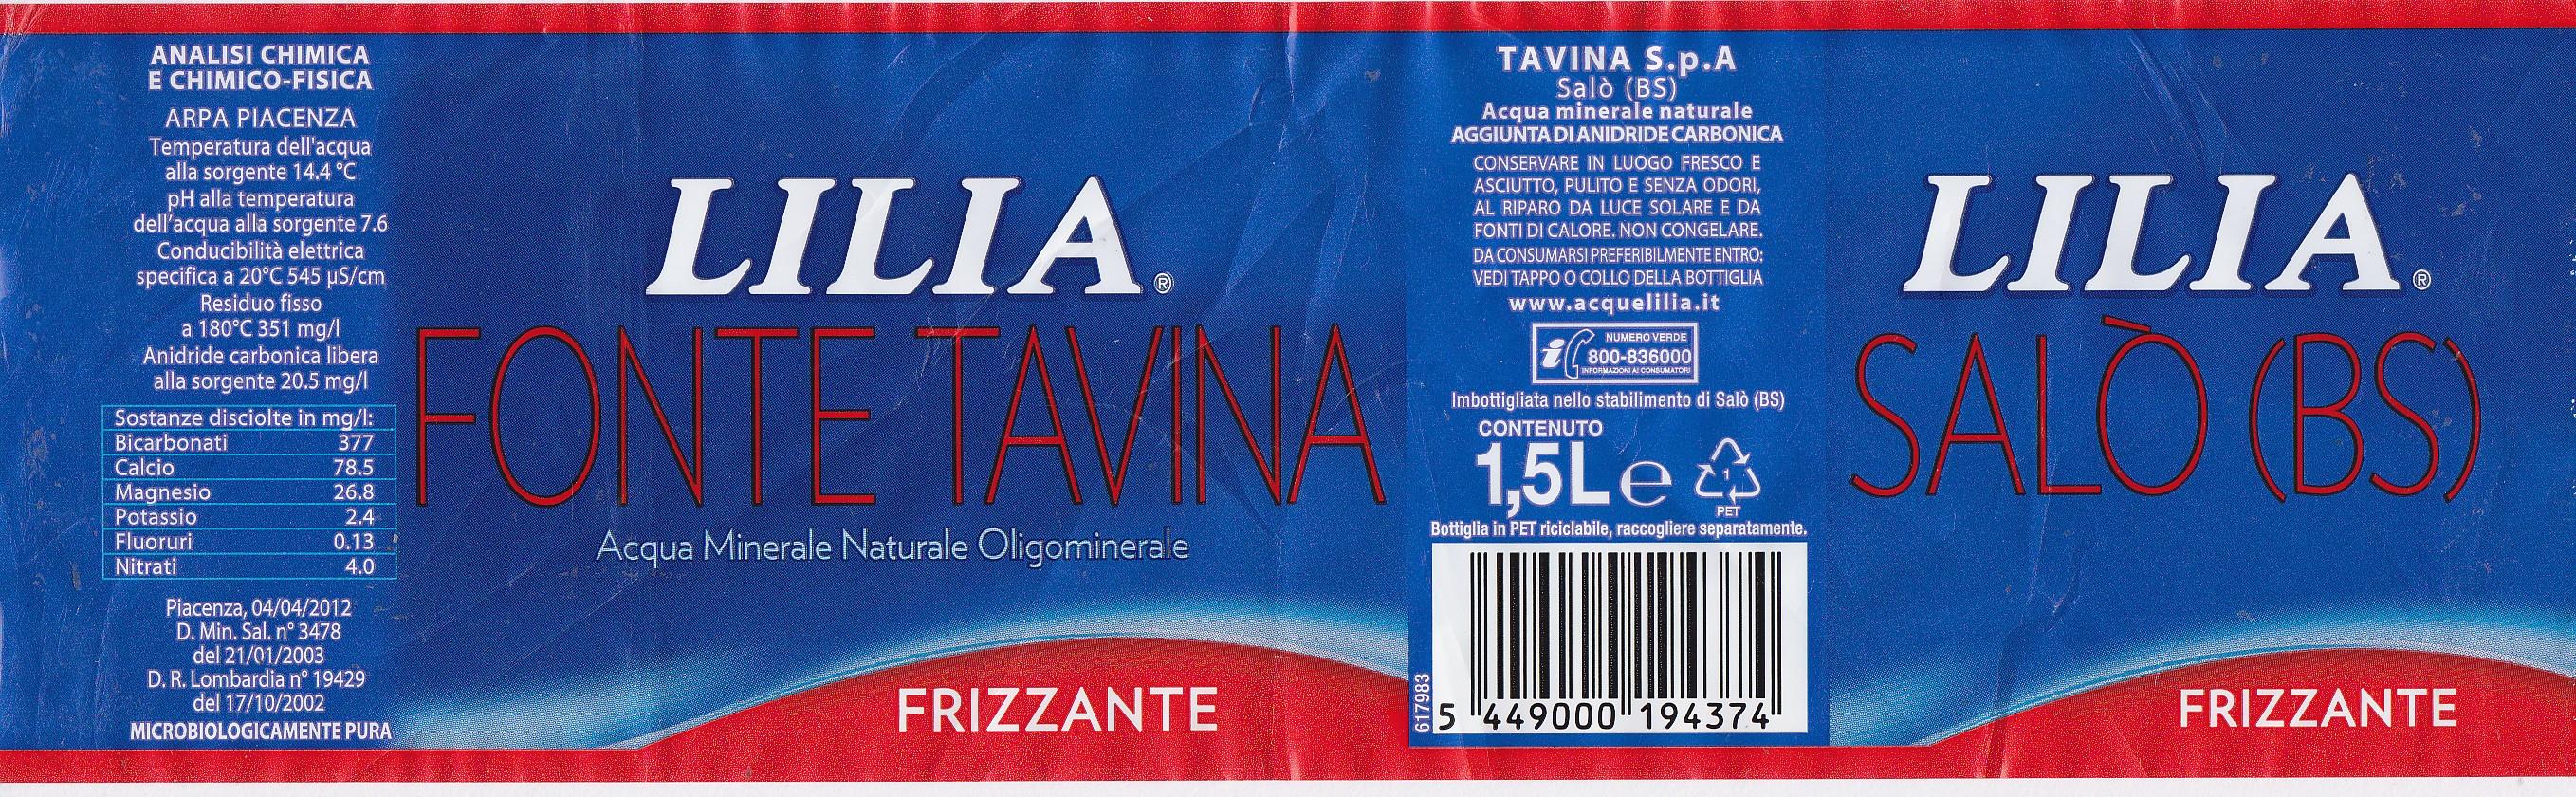 ANALISI CHIMICA
E CHIMICO-FISICA
ARPA PIACENZA
Temperatura dell'acqua
alla sorgente 14.4 °C
pH alla temperatura
dell'acqua alla sorgente 7.6
Conducibilità elettrica
specifica a 20°C 545 µS/cm
Residuo fisso
a 180°C 351 mg/l
Anidride carbonica libera
alla sorgente 20.5 mg/l
Sostanze disciolte in mg/l:
Bicarbonati 377
Calcio 78.5
Magnesio 26.8
Potassio 2.4
Fluoruri 0.13
Nitrati 4.0
Piacenza, 04/04/2012
D. Min. Sal. n° 3478
del 21/01/2003
D. R. Lombardia n° 19429
del 17/10/2002
MICROBIOLOGICAMENTE PURA
LILIA®
FONTE TAVINA
Acqua Minerale Naturale Oligominerale
FRIZZANTE
TAVINA S.p.A
Salò (BS)
Acqua minerale naturale
AGGIUNTA DI ANIDRIDE CARBONICA
CONSERVARE IN LUOGO FRESCO E
ASCIUTTO, PULITO E SENZA ODORI,
AL RIPARO DA LUCE SOLARE E DA
FONTI DI CALORE. NON CONGELARE.
DA CONSUMARSI PREFERIBILMENTE ENTRO:
VEDI TAPPO O COLLO DELLA BOTTIGLIA
www.acquelilia.it
NUMERO VERDE
800-836000
INFORMAZIONI AI CONSUMATORI
Imbottigliata nello stabilimento di Salò (BS)
CONTENUTO
1,5L e
1
PET
Bottiglia in PET riciclabile, raccogliere separatamente.
617983
5 449000 194374
LILIA®
SALÒ (BS)
FRIZZANTE